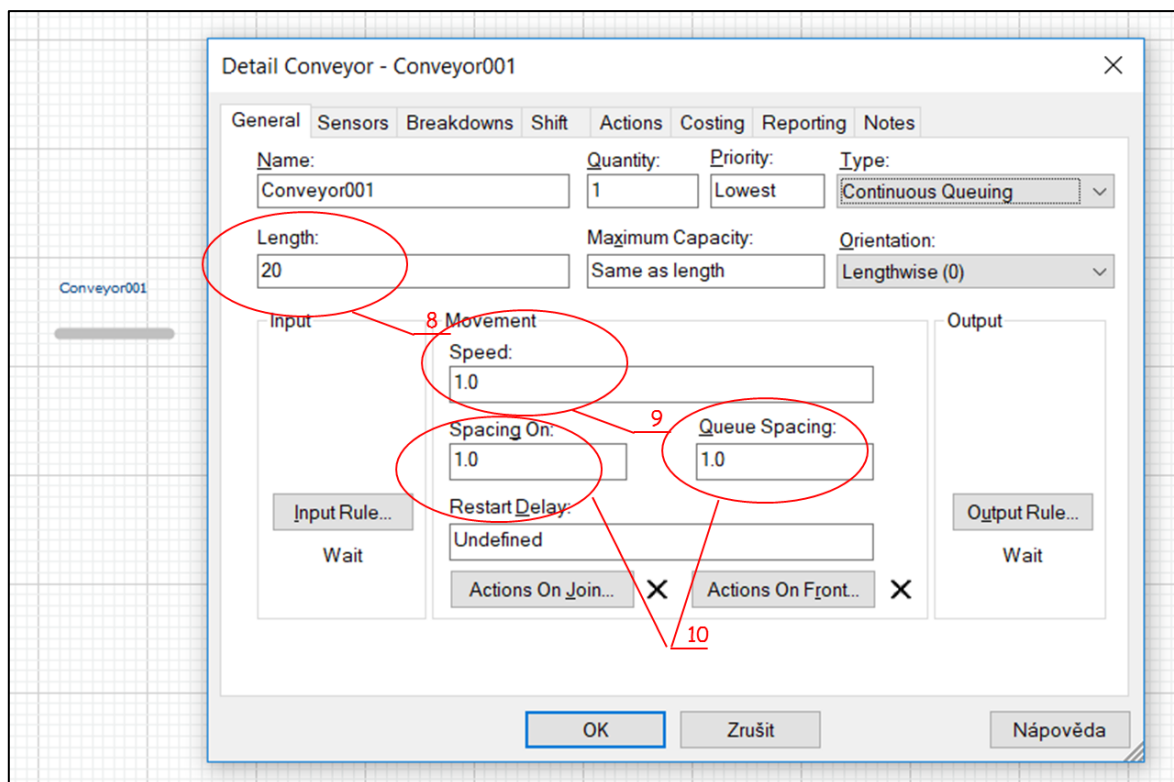 Detail Conveyor - Conveyor001
General Sensors Breakdowns Shift Actions Costing Reporting Notes
Name: Quantity: Priority: Type:
Conveyor001 1 Lowest Continuous Queuing
Length: Maximum Capacity: Orientation:
20 Same as length Lengthwise (0)
Conveyor001
Input 8 Movement Output
Speed:
1.0
9
Spacing On: Queue Spacing:
1.0 1.0
Restart Delay:
Input Rule... Undefined Output Rule...
Wait Wait
Actions On Join... Actions On Front...
10
OK Zrušit Nápověda